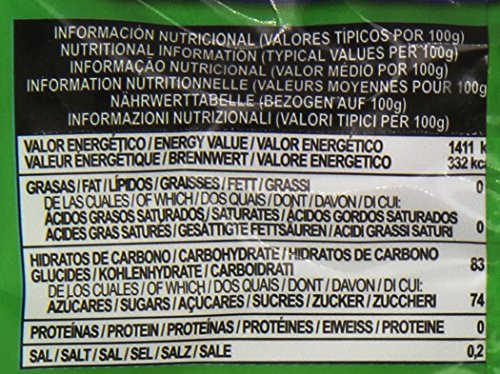 INFORMACIÓN NUTRICIONAL (VALORES TÍPICOS POR 100g)
NUTRITIONAL INFORMATION (TYPICAL VALUES PER 100g)
INFORMAÇÃO NUTRICIONAL (VALOR MÉDIO POR 100g)
INFORMATION NUTRITIONNELLE (VALEURS MOYENNES POUR 100g
NÄHRWERTTABELLE (BEZOGEN AUF 100g)
INFORMAZIONI NUTRIZIONALI (VALORI TIPICI PER 100g)
VALOR ENERGÉTICO / ENERGY VALUE / VALOR ENERGÉTICO 1411 k
VALEUR ÉNERGÉTIQUE / BRENNWERT / VALORE ENERGETICO 332 kc
GRASAS / FAT / LÍPIDOS / GRAISSES / FETT / GRASSI 0
DE LAS CUALES / OF WHICH / DOS QUAIS / DONT / DAVON / DI CUI:
ÁCIDOS GRASOS SATURADOS / SATURATES / ÁCIDOS GORDOS SATURADOS
ACIDES GRAS SATURÉS / GESÄTTIGTE FETTSÄUREN / ACIDI GRASSI SATURI 0
HIDRATOS DE CARBONO / CARBOHYDRATE / HIDRATOS DE CARBONO
GLUCIDES / KOHLENHYDRATE / CARBOIDRATI 83
DE LOS CUALES / OF WHICH / DOS QUAIS / DONT / DAVON / DI CUI:
AZÚCARES / SUGARS / AÇÚCARES / SUCRES / ZUCKER / ZUCCHERI 74
PROTEÍNAS / PROTEIN / PROTEÍNAS / PROTÉINES / EIWEISS / PROTEINE 0
SAL / SALT / SAL / SEL / SALZ / SALE 0,2